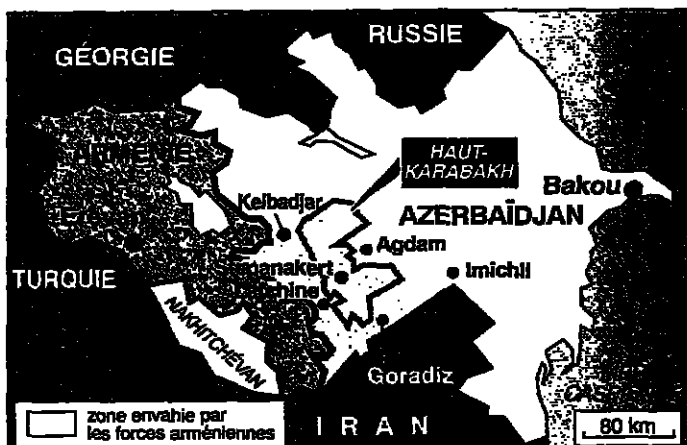 RUSSIE
GÉORGIE
ARMÉNIE
HAUT-
KARABAKH
Kelbadjar
Bakou
AZERBAÏDJAN
Agdam
Imichli
TURQUIE
NAKHITCHÉVAN
Goradiz
IRAN
zone envahie par
les forces arméniennes
80 km